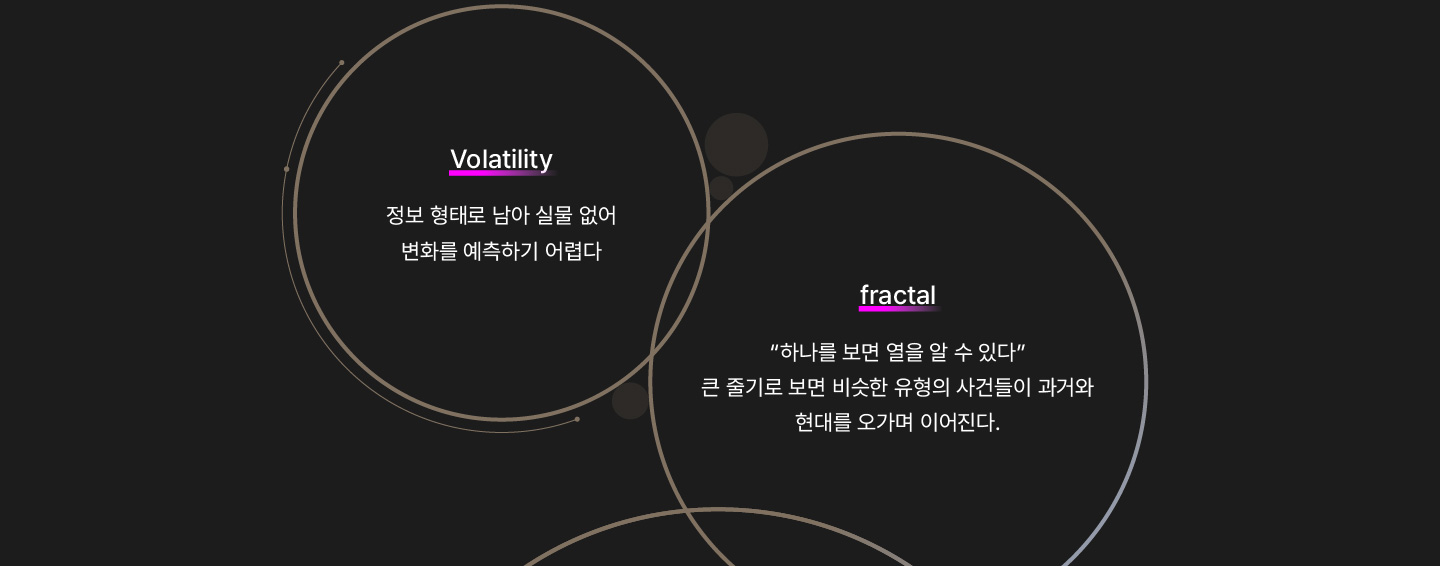 Volatility
정보 형태로 남아 실물 없어
변화를 예측하기 어렵다
fractal
“하나를 보면 열을 알 수 있다”
큰 줄기로 보면 비슷한 유형의 사건들이 과거와
현대를 오가며 이어진다.